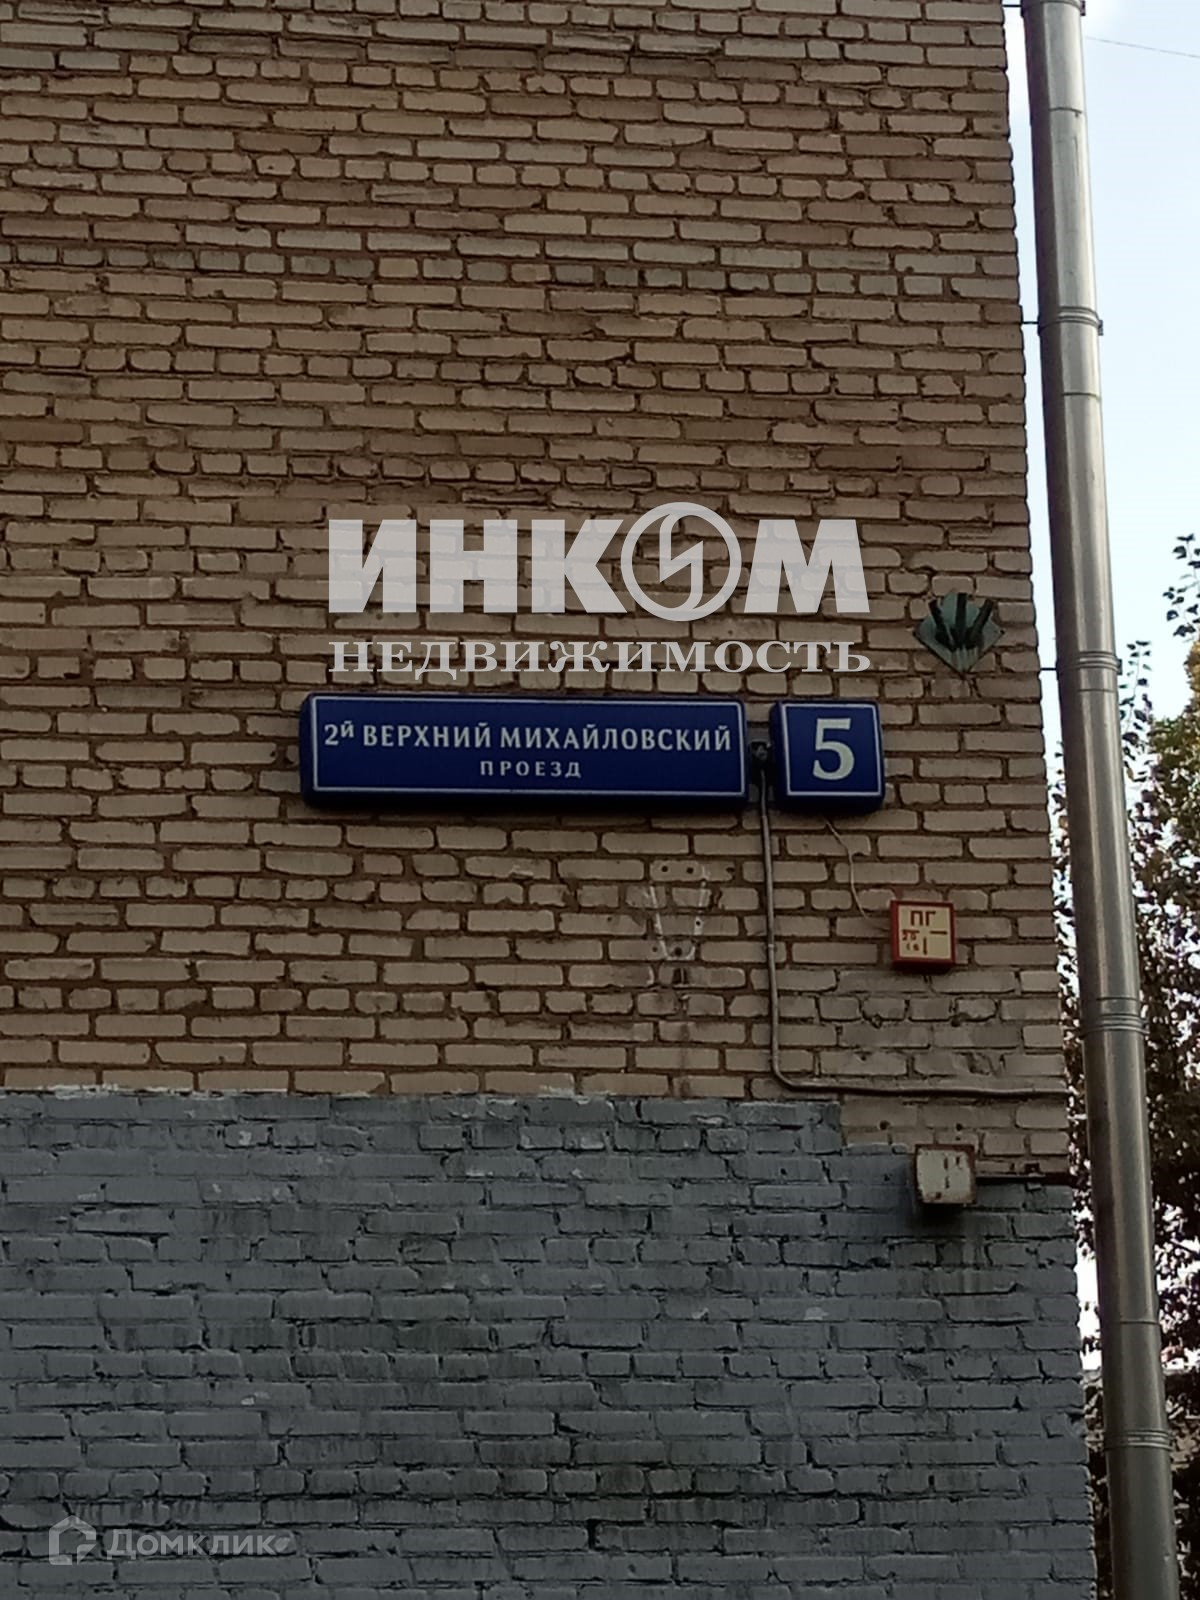 ИНКОМ
НЕДВИЖИМОСТЬ
2й ВЕРХНИЙ МИХАЙЛОВСКИЙ
ПРОЕЗД
5
ПГ
Домклик